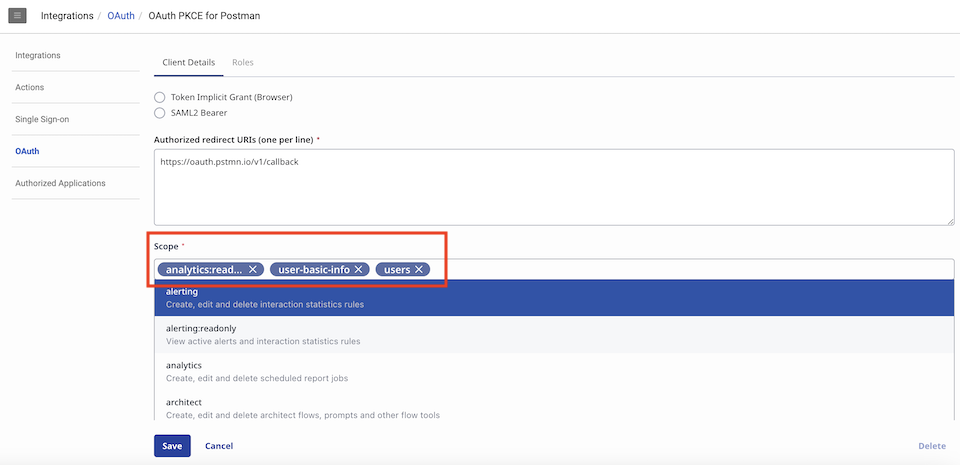 Integrations / OAuth / OAuth PKCE for Postman
Integrations
Actions
Single Sign-on
OAuth
Authorized Applications
Client Details Roles
Token Implicit Grant (Browser)
SAML2 Bearer
Authorized redirect URIs (one per line) *
https://oauth.pstmn.io/v1/callback
Scope *
analytics:read... × user-basic-info × users ×
alerting
Create, edit and delete interaction statistics rules
alerting:readonly
View active alerts and interaction statistics rules
analytics
Create, edit and delete scheduled report jobs
architect
Create, edit and delete architect flows, prompts and other flow tools
Save Cancel Delete